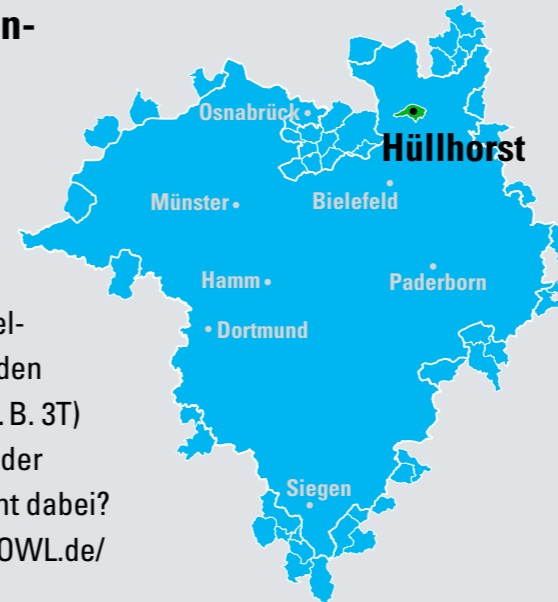 n-
Osnabrück
Hüllhorst
Münster
Bielefeld
Hamm
Paderborn
Dortmund
el-
den
. B. 3T)
der
nt dabei?
OWL.de/
Siegen